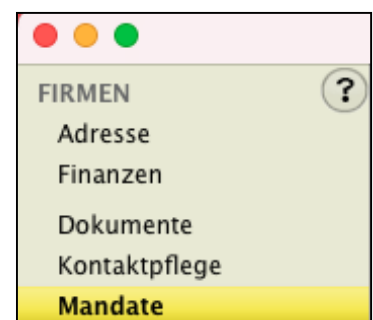 FIRMEN
?
Adresse
Finanzen
Dokumente
Kontaktpflege
Mandate